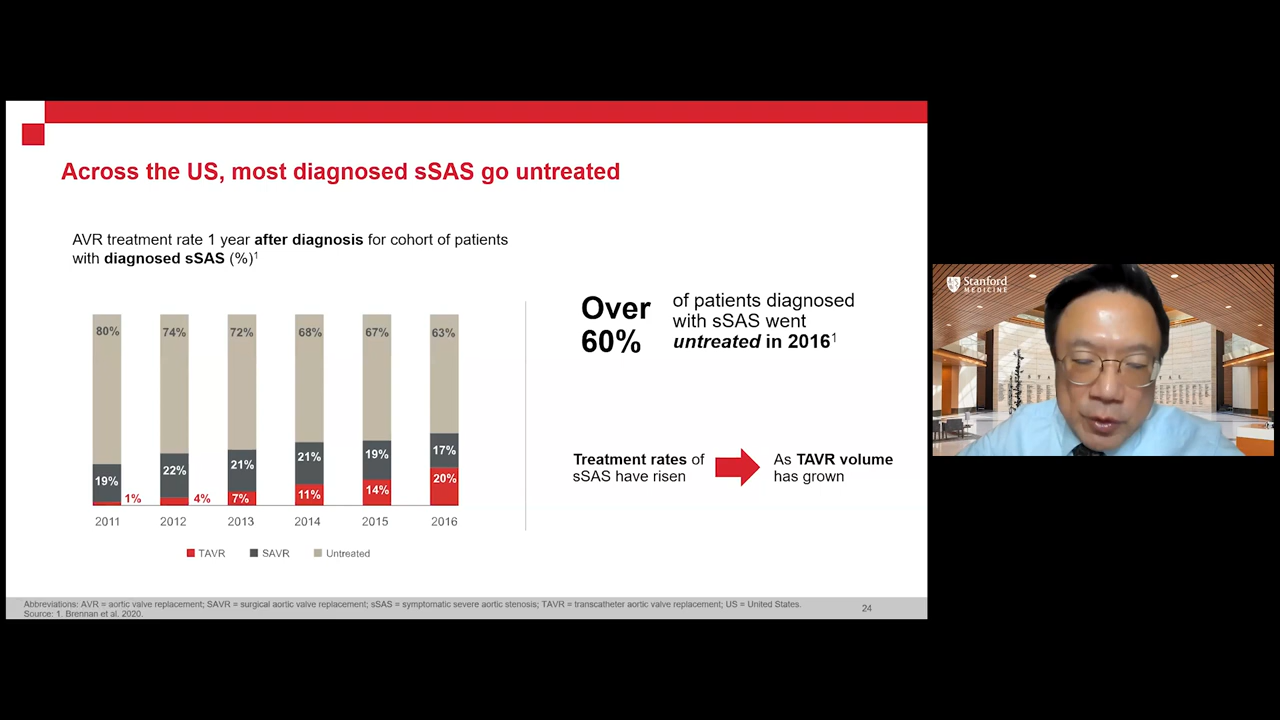 Across the US, most diagnosed sSAS go untreated
AVR treatment rate 1 year after diagnosis for cohort of patients
with diagnosed sSAS (%)¹
80%
74%
72%
68%
67%
63%
19%
22%
21%
21%
19%
17%
1%
4%
7%
11%
14%
20%
2011
2012
2013
2014
2015
2016
TAVR
SAVR
Untreated
Over
60%
of patients diagnosed
with sSAS went
untreated in 2016¹
Treatment rates of
sSAS have risen
As TAVR volume
has grown
Abbreviations: AVR = aortic valve replacement; SAVR = surgical aortic valve replacement; sSAS = symptomatic severe aortic stenosis; TAVR = transcatheter aortic valve replacement; US = United States.
Source: 1. Brennan et al. 2020.
24
Stanford
MEDICINE